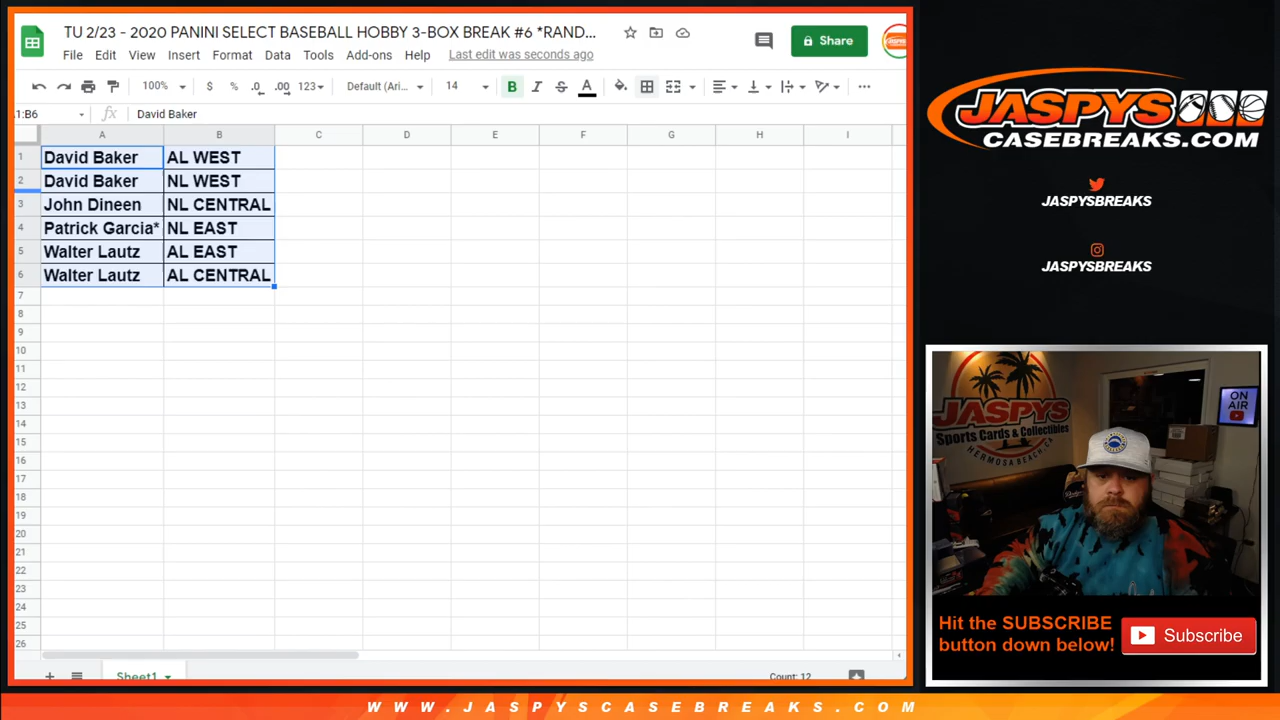 TU 2/23 - 2020 PANINI SELECT BASEBALL HOBBY 3-BOX BREAK #6 *RAND...
File Edit View Insert Format Data Tools Add-ons Help Last edit was seconds ago
Share
100% $ % .0 .00 123 Default (Ari... 14 B I S A
1:B6 fx David Baker
A B C D E F G H I
1 David Baker AL WEST
2 David Baker NL WEST
3 John Dineen NL CENTRAL
4 Patrick Garcia* NL EAST
5 Walter Lautz AL EAST
6 Walter Lautz AL CENTRAL
7
8
9
10
11
12
13
14
15
16
17
18
19
20
21
22
23
24
25
26
Sheet1 Count: 12
JASPYS
CASEBREAKS.COM
JASPYSBREAKS
JASPYSBREAKS
JASPYS
Sports Cards & Collectibles
HERMOSA BEACH, CA
ON
AIR
Hit the SUBSCRIBE
button down below!
Subscribe
WWW.JASPYSCASEBREAKS.COM